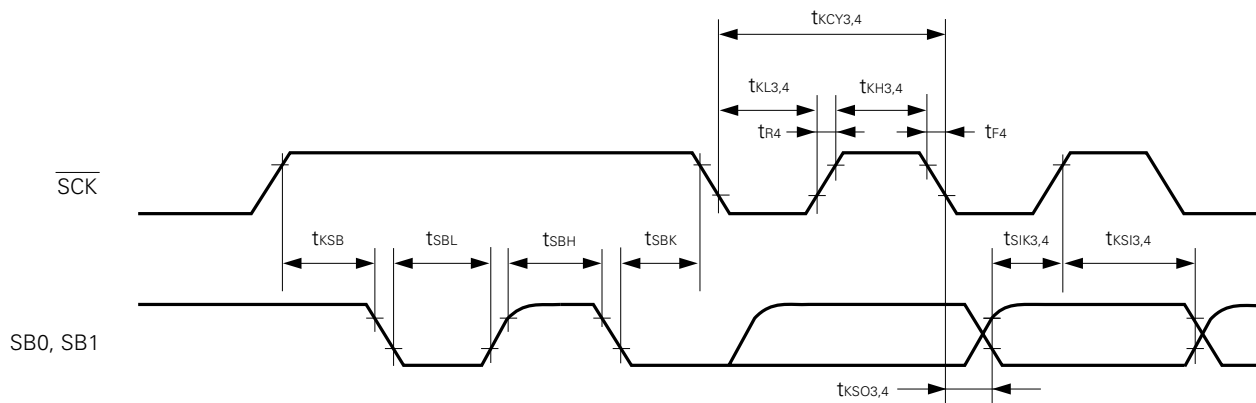 tKCY3,4
tKL3,4
tKH3,4
tR4
tF4
SCK
tKSB
tSBL
tSBH
tSBK
tSIK3,4
tKSI3,4
SB0, SB1
tKSO3,4